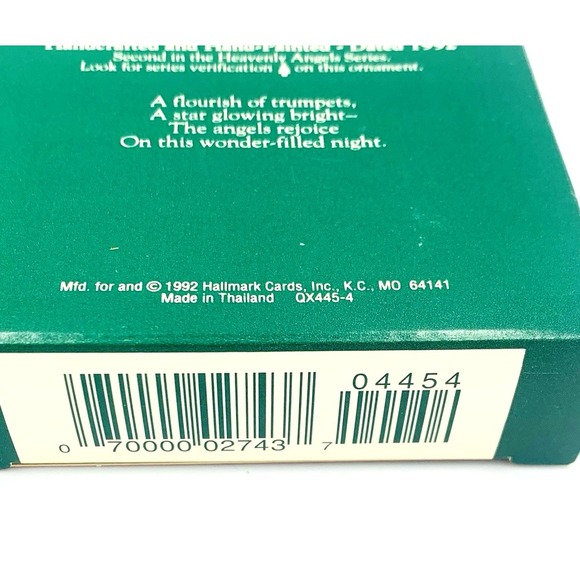 Handcrafted and Hand-Painted · Dated 1992
Second in the Heavenly Angels Series.
Look for series verification on this ornament.
A flourish of trumpets,
A star glowing bright—
The angels rejoice
On this wonder-filled night.
Mfd. for and © 1992 Hallmark Cards, Inc., K.C., MO 64141
Made in Thailand QX445-4
04454
0 70000 02743 7